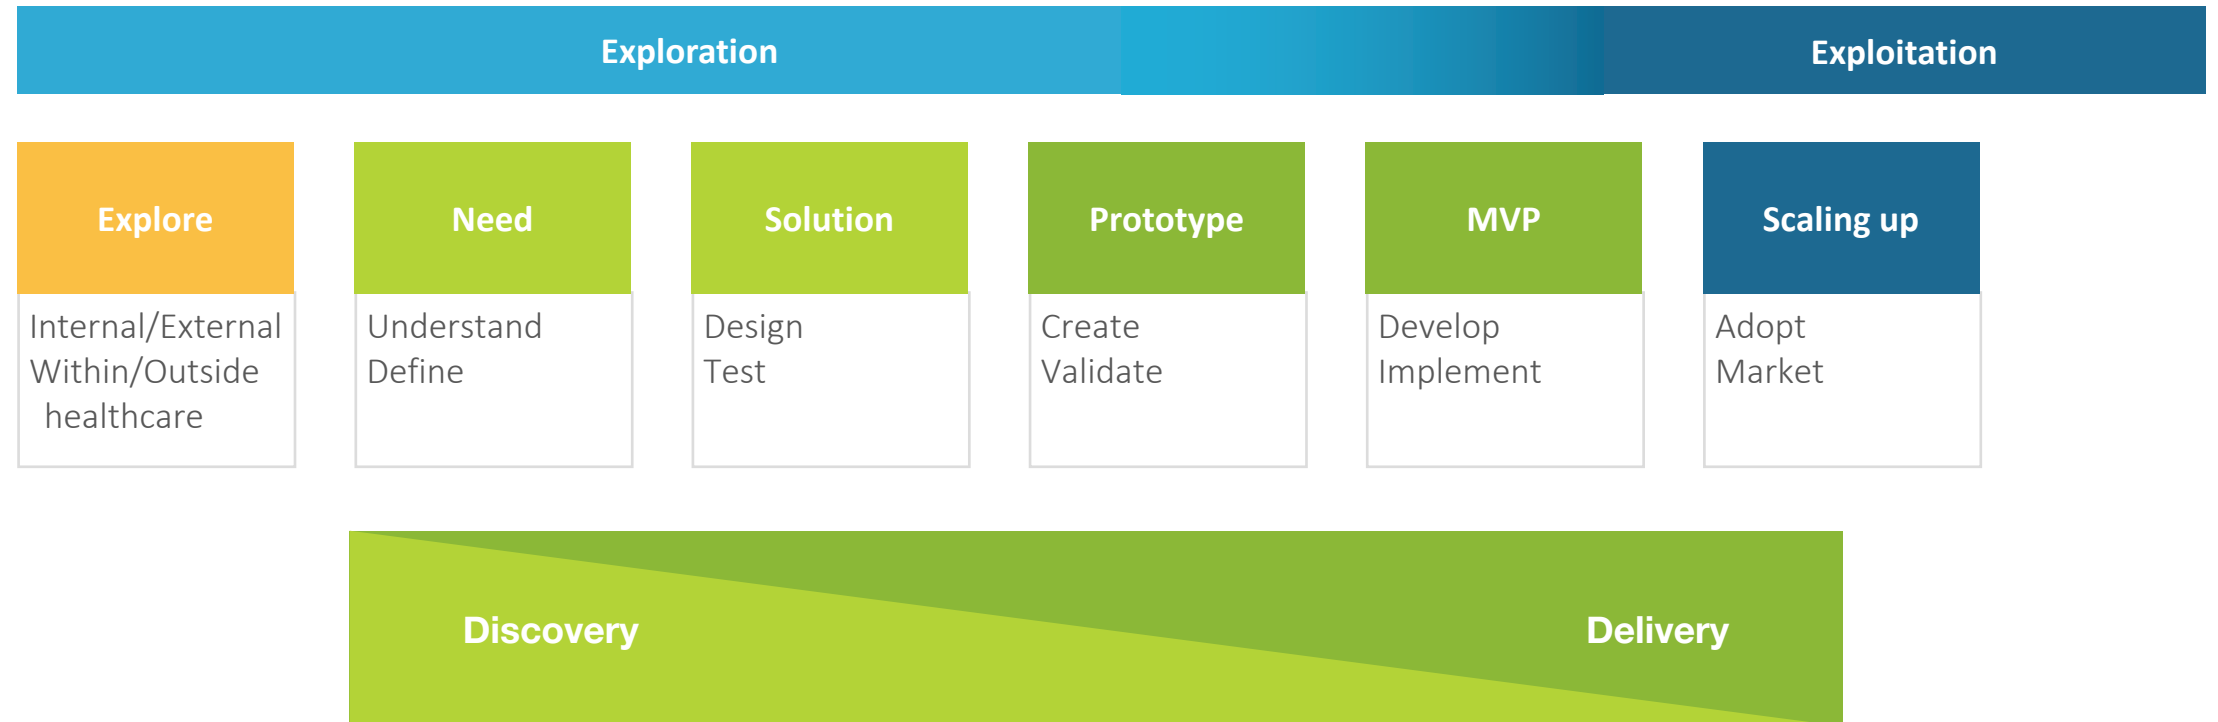 Exploration
Exploitation
Explore
Need
Solution
Prototype
MVP
Scaling up
Internal/External
Within/Outside
healthcare
Understand
Define
Design
Test
Create
Validate
Develop
Implement
Adopt
Market
Discovery
Delivery